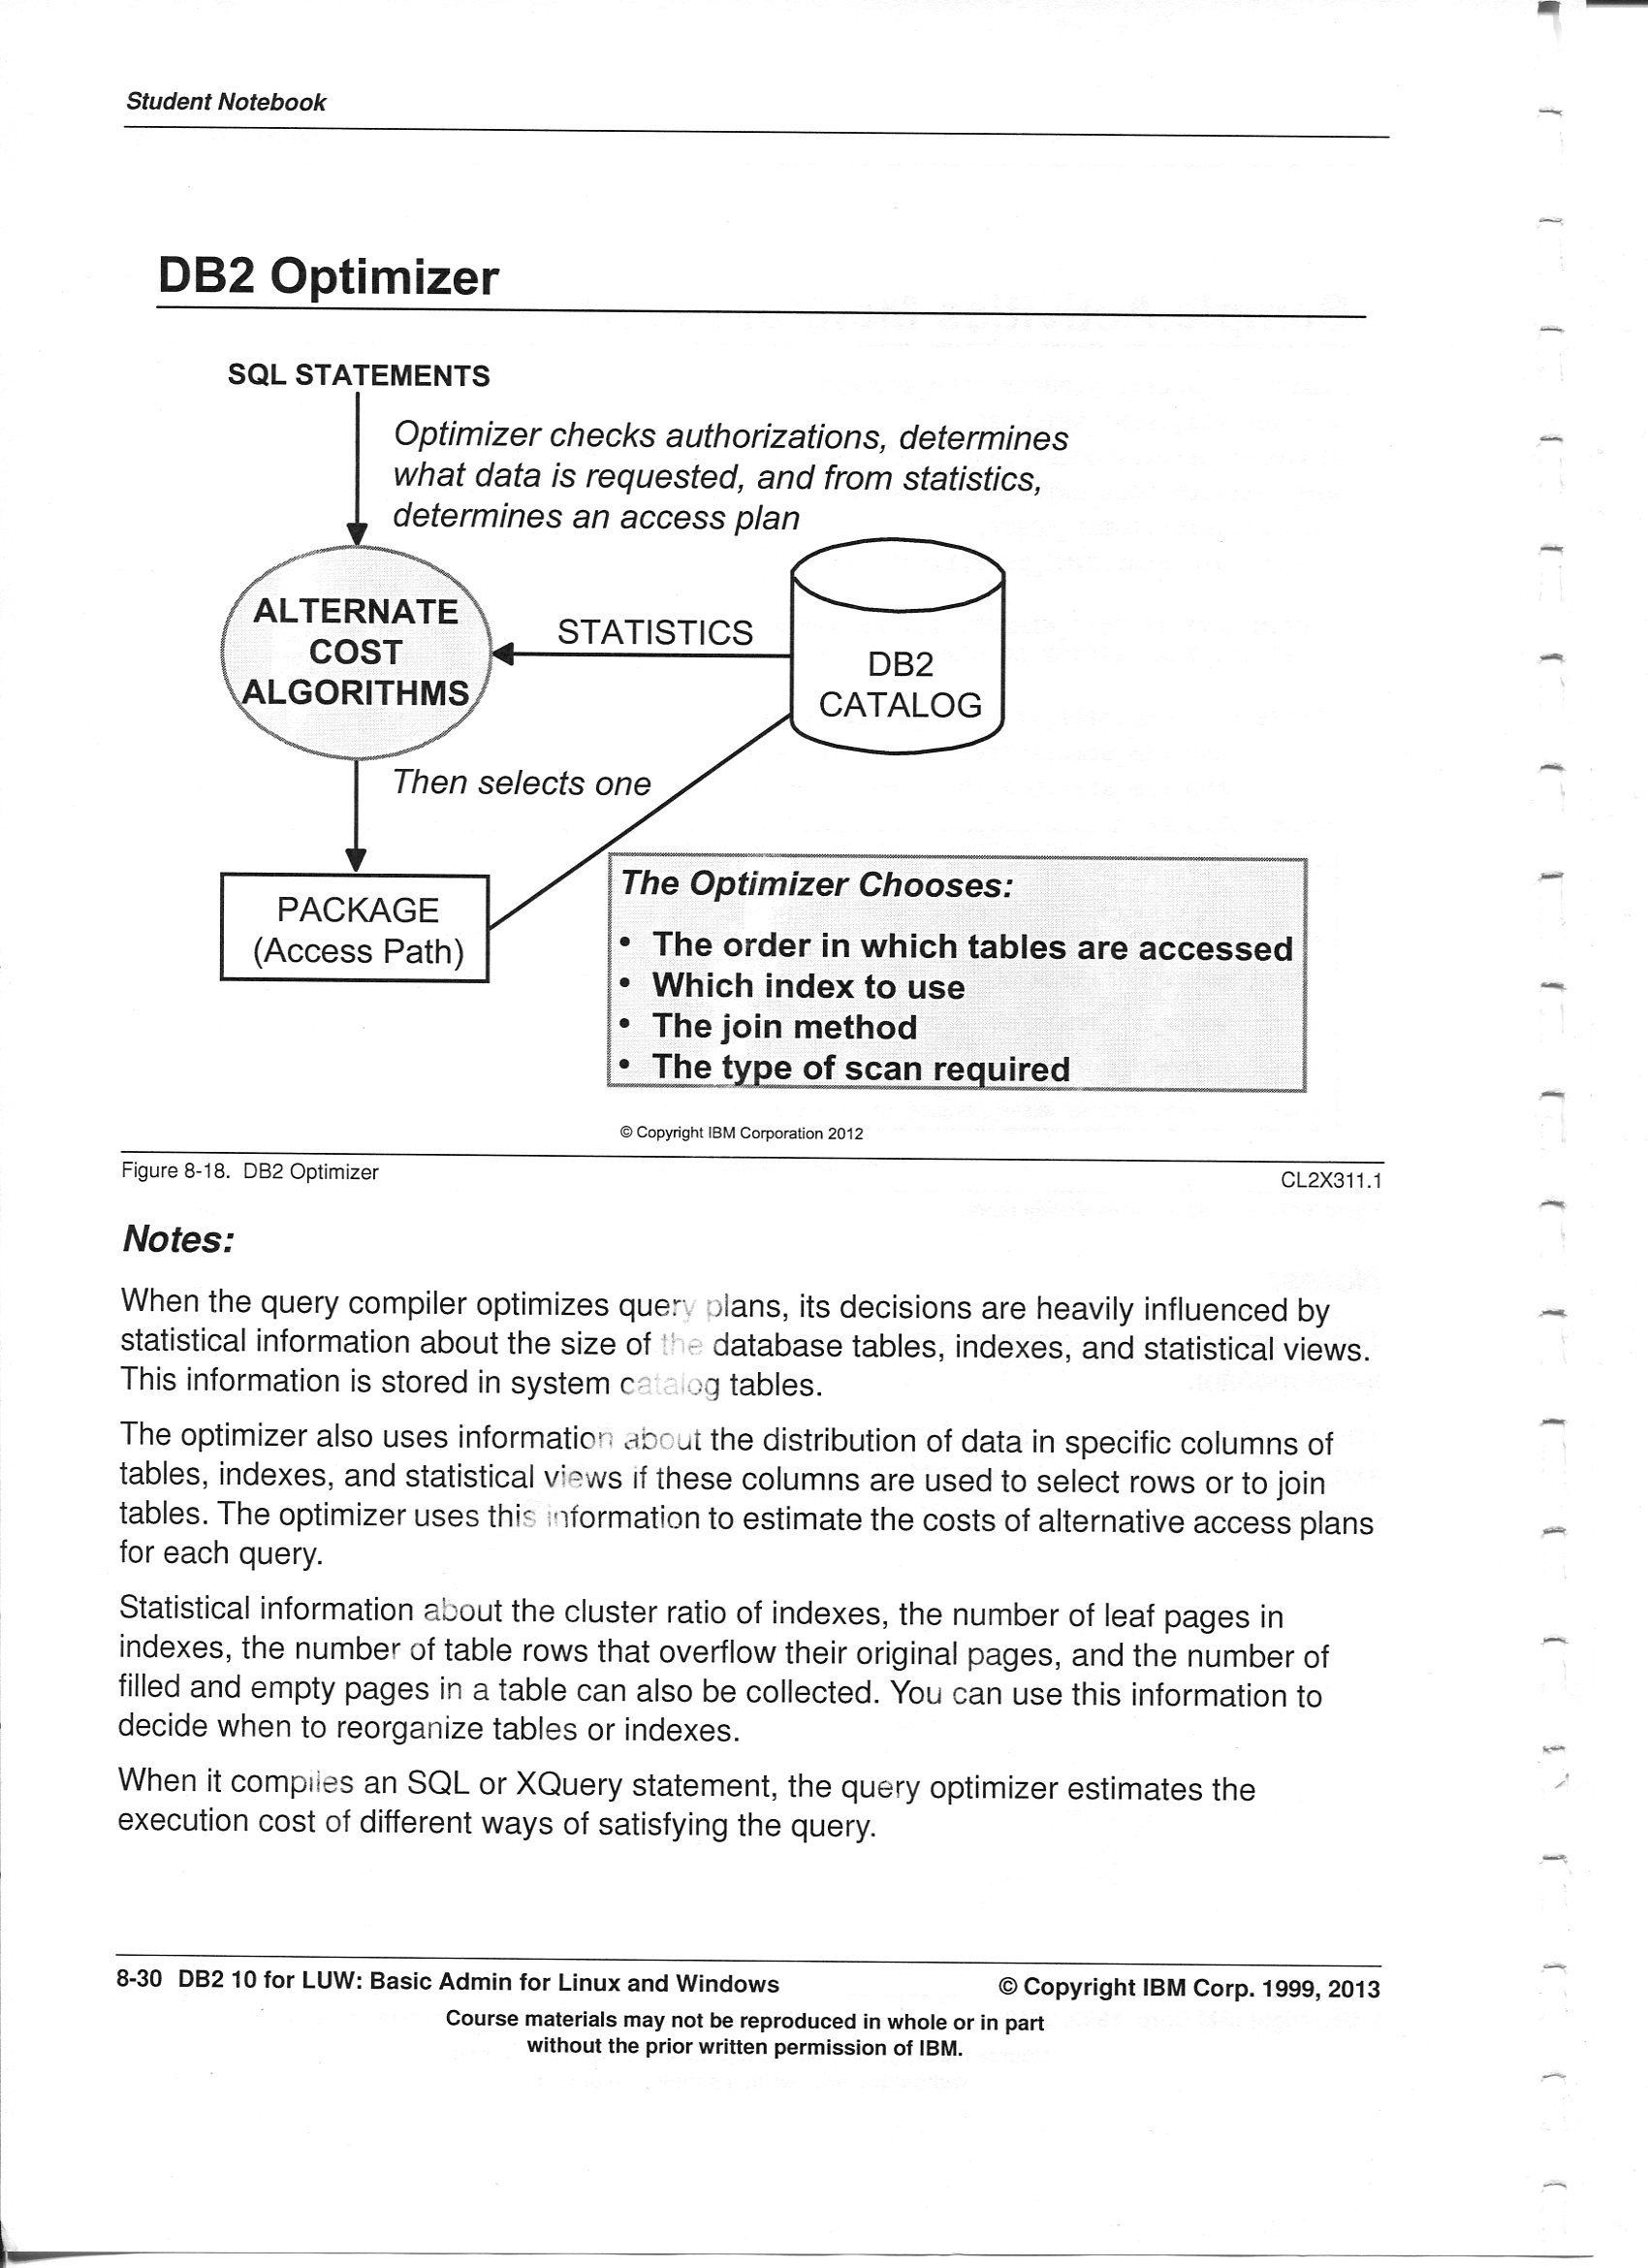 Student Notebook
DB2 Optimizer
SQL STATEMENTS
Optimizer checks authorizations, determines
what data is requested, and from statistics,
determines an access plan
ALTERNATE
COST
ALGORITHMS
STATISTICS
DB2
CATALOG
Then selects one
PACKAGE
(Access Path)
The Optimizer Chooses:
• The order in which tables are accessed
• Which index to use
• The join method
• The type of scan required
© Copyright IBM Corporation 2012
Figure 8-18. DB2 Optimizer
CL2X311.1
Notes:
When the query compiler optimizes query plans, its decisions are heavily influenced by
statistical information about the size of the database tables, indexes, and statistical views.
This information is stored in system catalog tables.
The optimizer also uses information about the distribution of data in specific columns of
tables, indexes, and statistical views if these columns are used to select rows or to join
tables. The optimizer uses this information to estimate the costs of alternative access plans
for each query.
Statistical information about the cluster ratio of indexes, the number of leaf pages in
indexes, the number of table rows that overflow their original pages, and the number of
filled and empty pages in a table can also be collected. You can use this information to
decide when to reorganize tables or indexes.
When it compiles an SQL or XQuery statement, the query optimizer estimates the
execution cost of different ways of satisfying the query.
8-30 DB2 10 for LUW: Basic Admin for Linux and Windows
© Copyright IBM Corp. 1999, 2013
Course materials may not be reproduced in whole or in part
without the prior written permission of IBM.